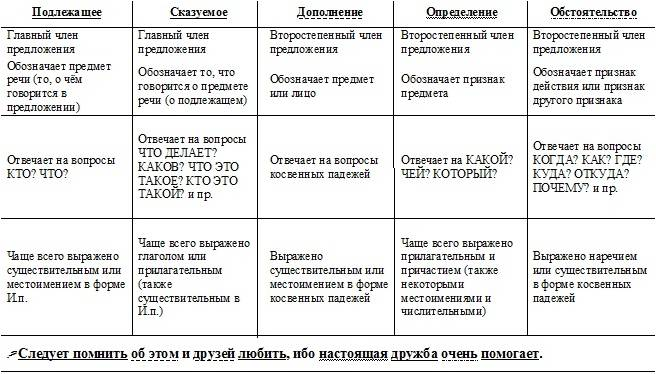 Подлежащее Сказуемое Дополнение Определение Обстоятельство
Главный член
предложения
Главный член
предложения
Второстепенный член
предложения
Второстепенный член
предложения
Второстепенный член
предложения
Обозначает предмет
речи (то, о чём
говорится в
предложении)
Обозначает то, что
говорится о предмете
речи (о подлежащем)
Обозначает предмет
или лицо
Обозначает признак
предмета
Обозначает признак
действия или признак
другого признака
Отвечает на вопросы
КТО? ЧТО?
Отвечает на вопросы
ЧТО ДЕЛАЕТ?
КАКОВ? ЧТО ЭТО
ТАКОЕ? КТО ЭТО
ТАКОЙ? и пр.
Отвечает на вопросы
косвенных падежей
Отвечает на КАКОЙ?
ЧЕЙ? КОТОРЫЙ?
Отвечает на вопросы
КОГДА? КАК? ГДЕ?
КУДА? ОТКУДА?
ПОЧЕМУ? и пр.
Чаще всего выражено
существительным или
местоимением в форме
И.п.
Чаще всего выражено
глаголом или
прилагательным
(также
существительным в
И.п.)
Выражено
существительным или
местоимением в форме
косвенных падежей
Чаще всего выражено
прилагательным и
причастием (также
некоторыми
местоимениями и
числительными)
Выражено наречием
или существительным
в форме косвенных
падежей
Следует помнить об этом и друзей любить, ибо настоящая дружба очень помогает.